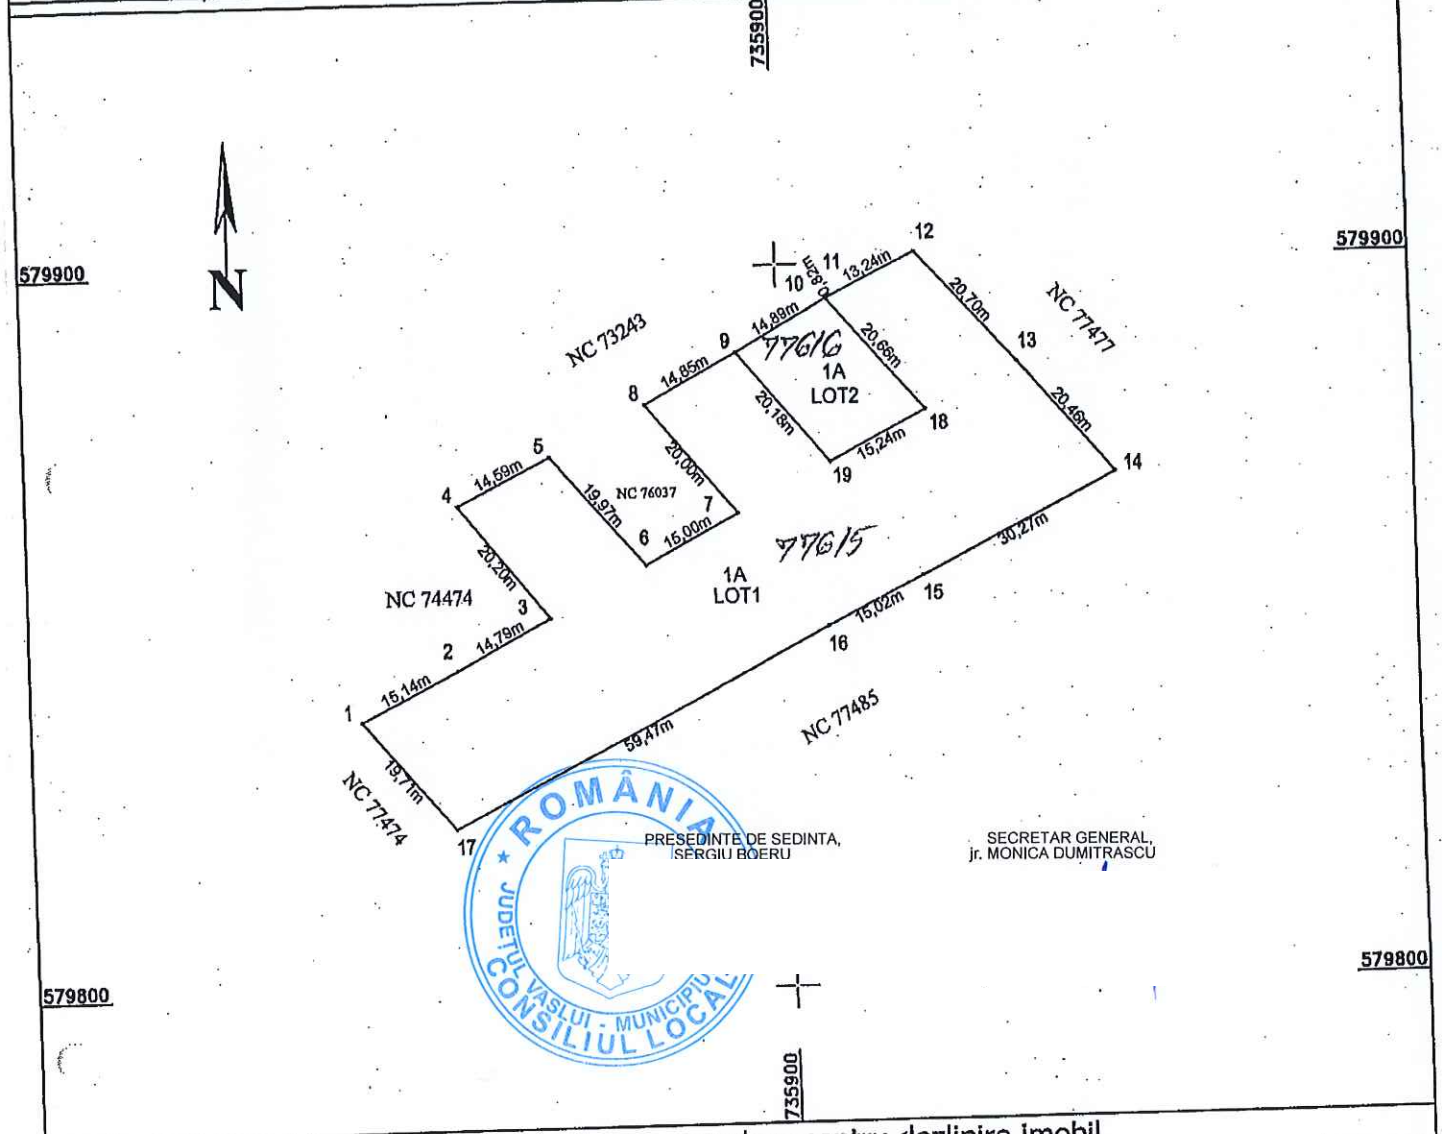 735900
579900
579900
N
12
11
10
0,82m
13,24m
NC 73243
14,89m
20,70m
NC 77477
9
77616
20,66m
13
14,85m
1A
LOT2
8
20,18m
20,46m
5
18
15,24m
14,59m
20,00m
19
14
4
NC 76037
7
19,97m
6
15,00m
77615
30,27m
20,20m
1A
LOT1
NC 74474
3
15
15,02m
14,79m
2
16
15,14m
1
NC 77485
59,47m
19,71m
NC 77474
17
ROMÂNIA
PRESEDINTE DE SEDINTA,
SERGIU BOERU
SECRETAR GENERAL,
jr. MONICA DUMITRASCU
JUDEȚUL VASLUI - MUNICIPIU
CONSILIUL LOCAL
579800
579800
735900
dezlipire imobil